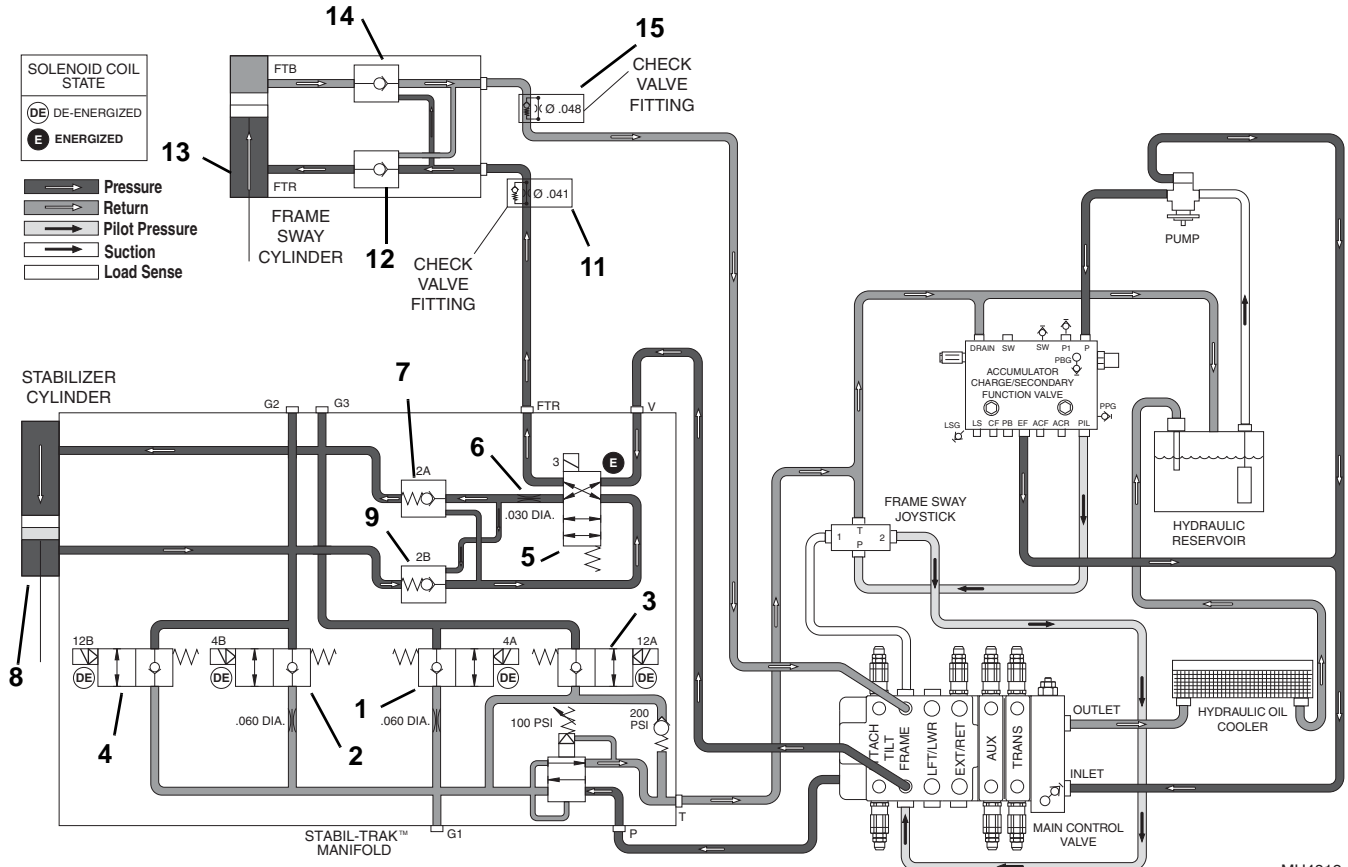 14
15
SOLENOID COIL
STATE
DE DE-ENERGIZED
E ENERGIZED
FTB
CHECK
VALVE
FITTING
Ø .048
13
Pressure
Return
Pilot Pressure
Suction
Load Sense
FTR
Ø .041
FRAME
SWAY
CYLINDER
12
11
CHECK
VALVE
FITTING
PUMP
DRAIN
SW
SW
P1
P
PBG
ACCUMULATOR
CHARGE/SECONDARY
FUNCTION VALVE
PPG
LSG
LS
CF
PB
EF
ACF
ACR
PIL
STABILIZER
CYLINDER
G2
G3
FTR
V
7
6
3
E
2A
.030 DIA.
9
5
2B
FRAME SWAY
JOYSTICK
1
T
P
2
HYDRAULIC
RESERVOIR
3
8
12B
4B
4A
12A
DE
DE
DE
DE
1
.060 DIA.
.060 DIA.
100 PSI
200
PSI
4
2
TTACH
TILT
FRAME
LFT/LWR
EXT/RET
AUX
TRANS
OUTLET
HYDRAULIC OIL
COOLER
INLET
T
STABIL-TRAK™
MANIFOLD
G1
P
MAIN CONTROL
VALVE